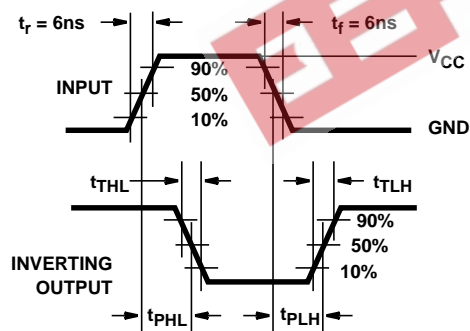 tr = 6ns
tf = 6ns
VCC
INPUT
90%
50%
10%
GND
tTHL
tTLH
90%
50%
10%
INVERTING
OUTPUT
tPHL
tPLH